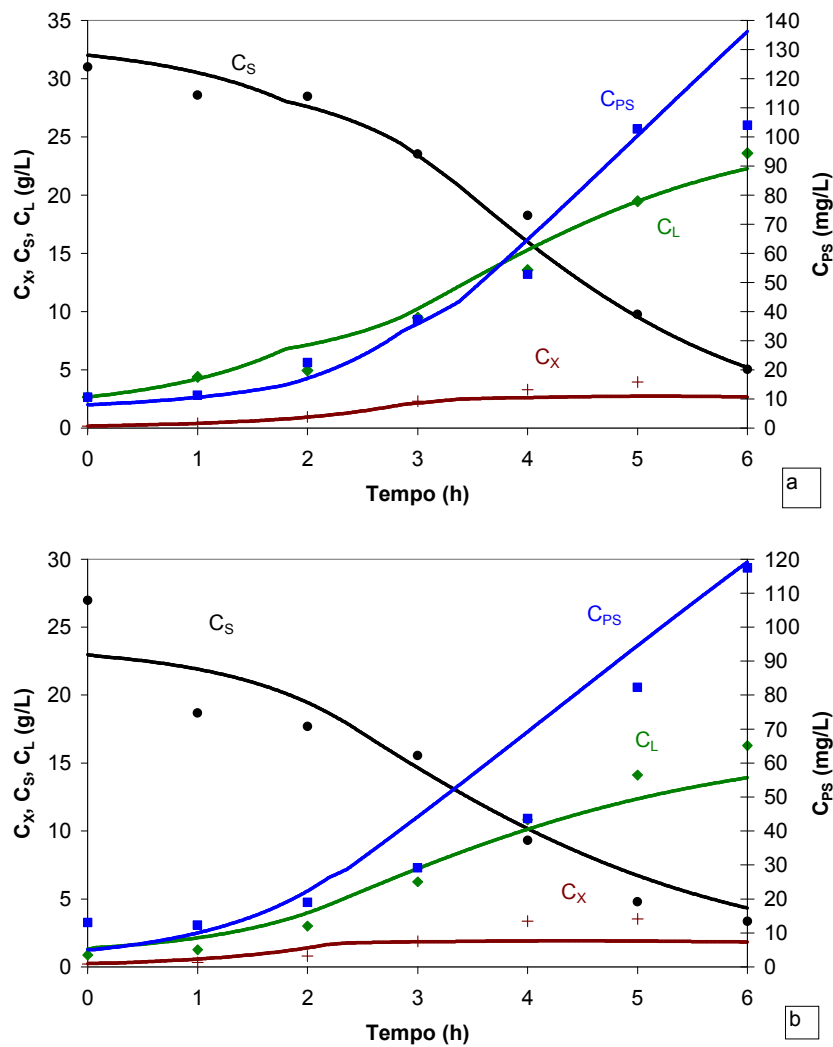 35
30
25
20
15
10
5
0
C_X, C_S, C_L (g/L)
140
130
120
110
100
90
80
70
60
50
40
30
20
10
0
C_PS (mg/L)
C_S
C_PS
C_L
C_X
0 1 2 3 4 5 6
Tempo (h)
a
30
25
20
15
10
5
0
C_X, C_S, C_L (g/L)
120
110
100
90
80
70
60
50
40
30
20
10
0
C_PS (mg/L)
C_S
C_PS
C_L
C_X
0 1 2 3 4 5 6
Tempo (h)
b